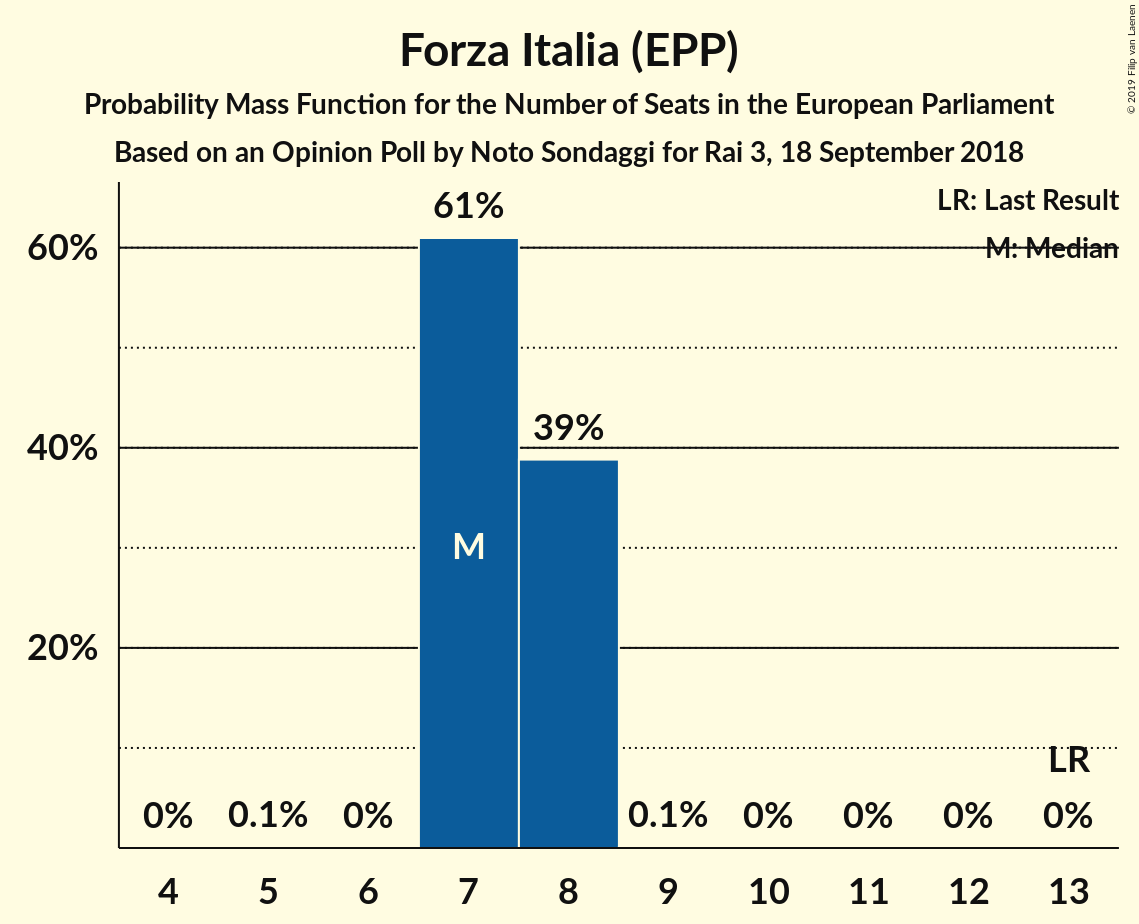 Forza Italia (EPP)
Probability Mass Function for the Number of Seats in the European Parliament
Based on an Opinion Poll by Noto Sondaggi for Rai 3, 18 September 2018
© 2019 Filip van Laenen
LR: Last Result
M: Median
60%
40%
20%
61%
39%
M
LR
0% 0.1% 0% 0.1% 0% 0% 0% 0%
4 5 6 7 8 9 10 11 12 13